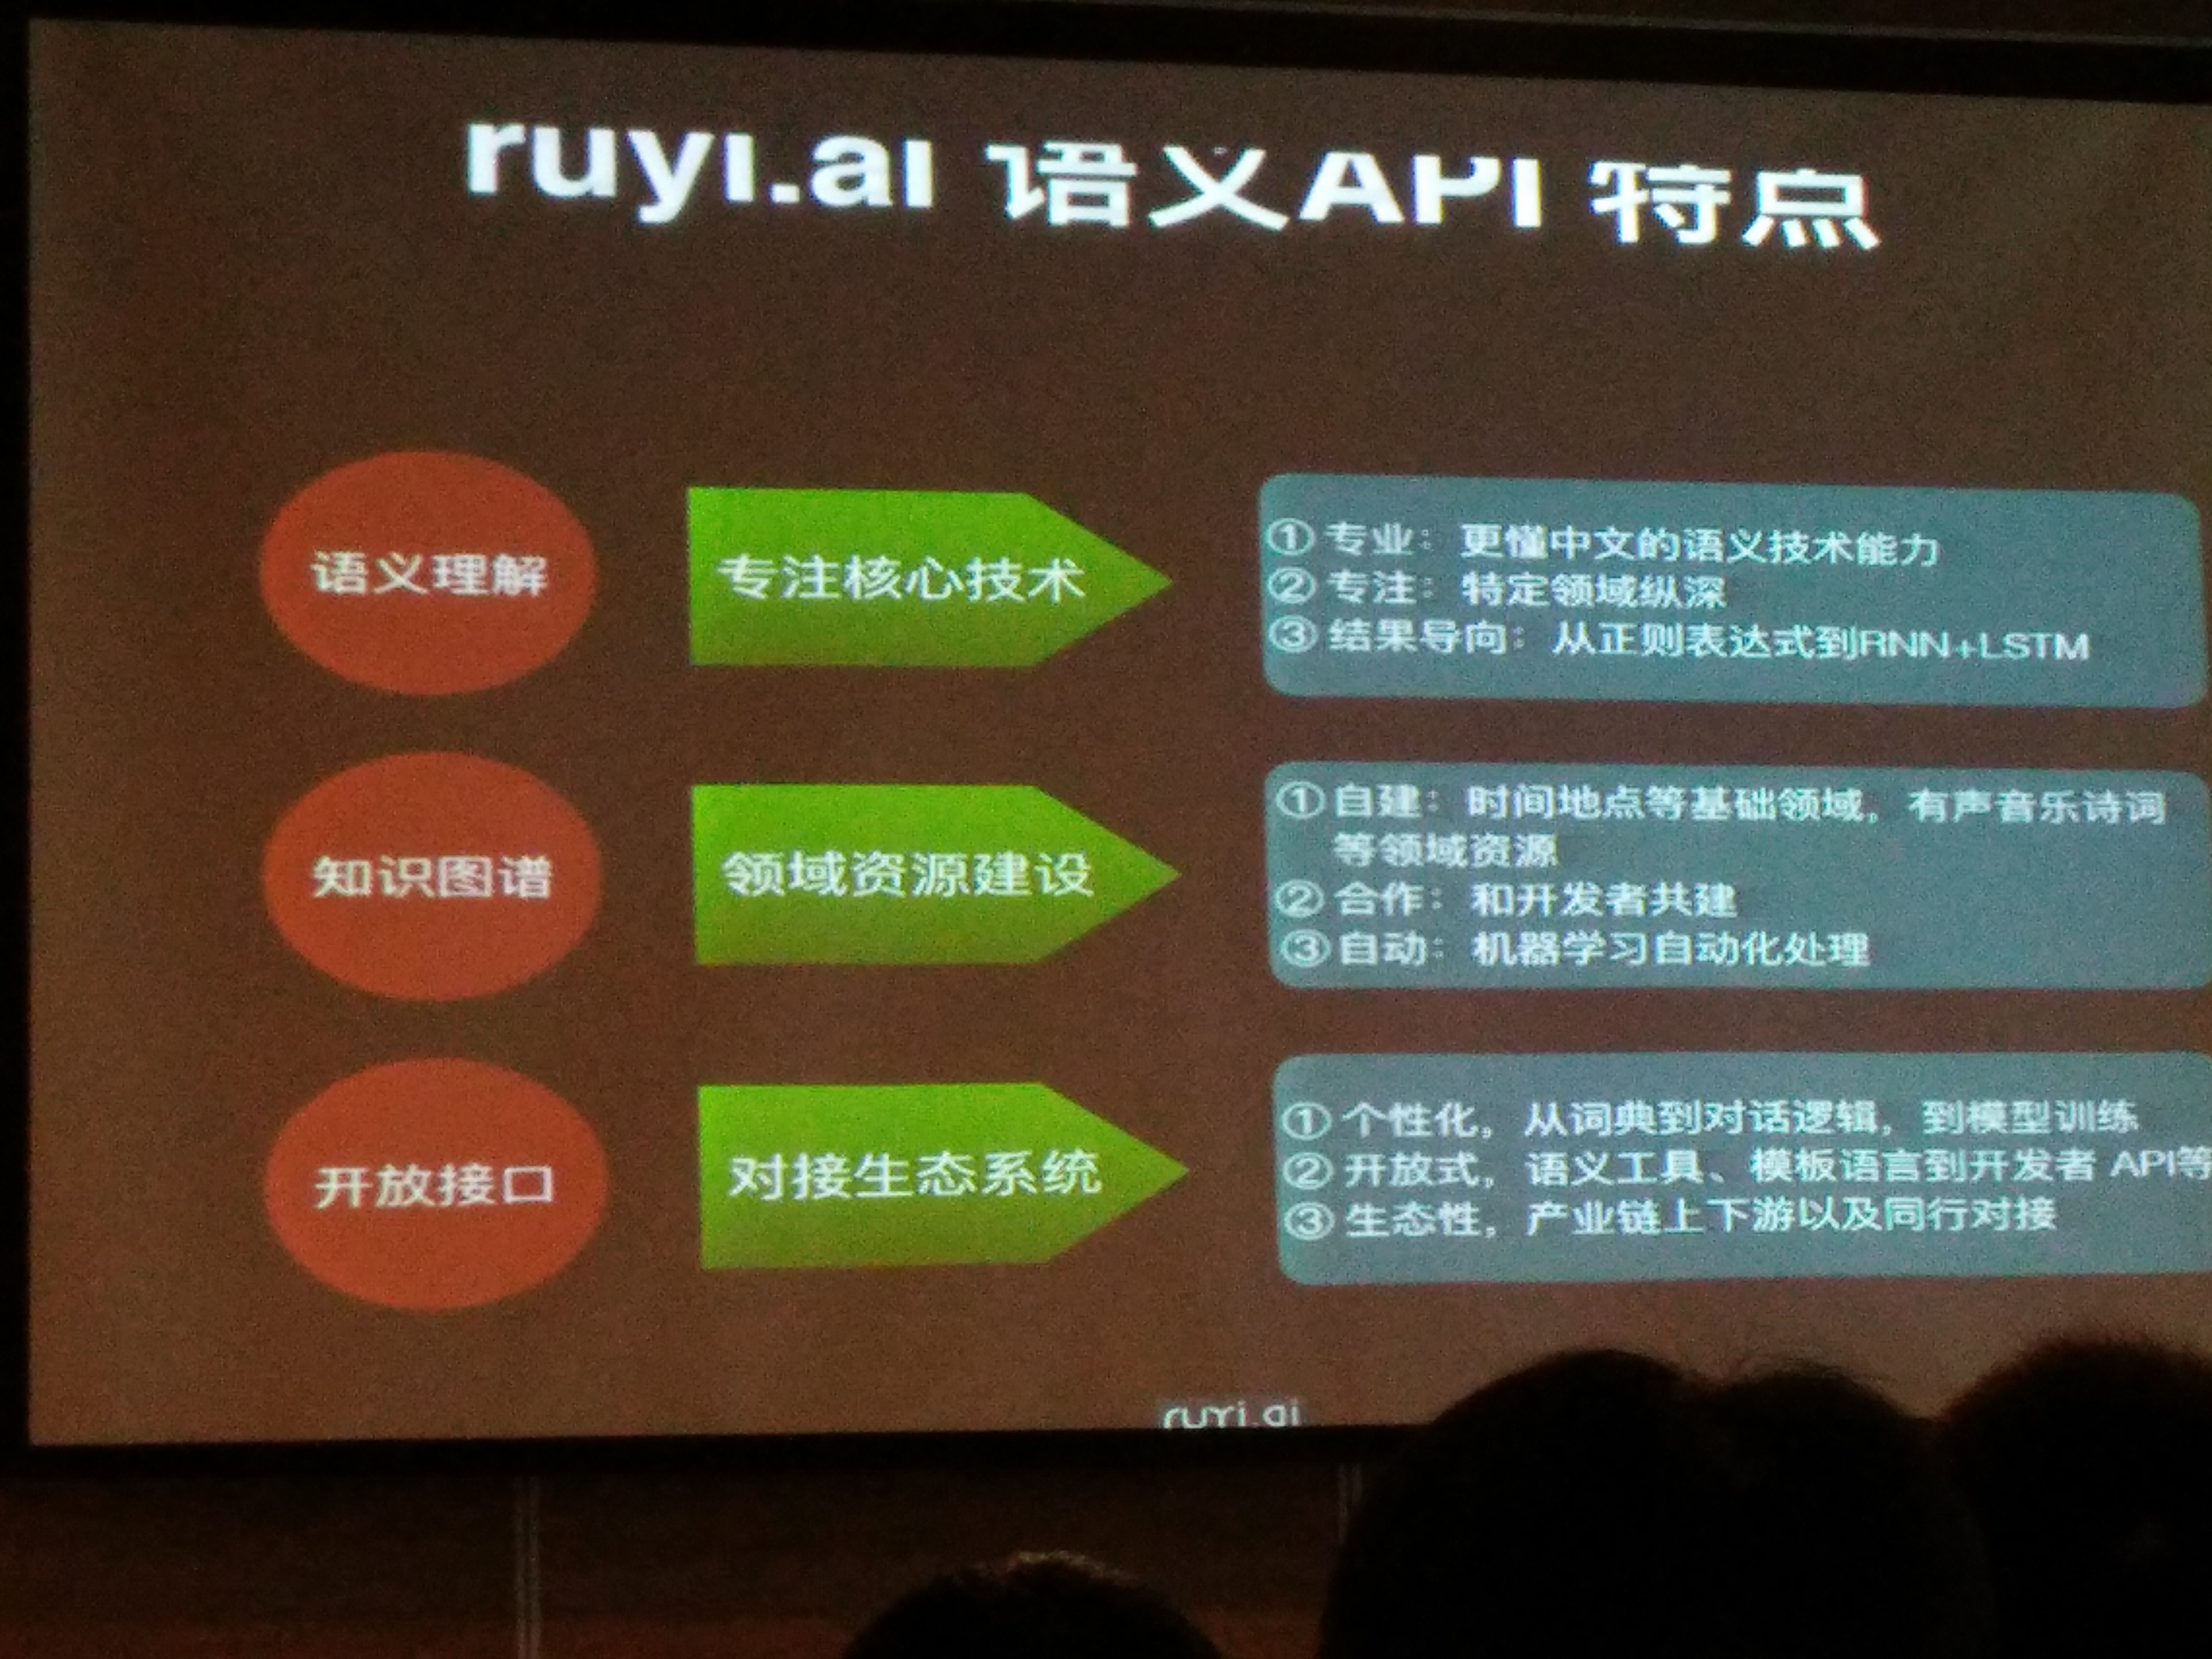 ruyi.ai 语义API 特点
语义理解
专注核心技术
① 专业：更懂中文的语义技术能力
② 专注：特定领域纵深
③ 结果导向：从正则表达式到RNN+LSTM
知识图谱
领域资源建设
① 自建：时间地点等基础领域，有声音乐诗词
等领域资源
② 合作：和开发者共建
③ 自动：机器学习自动化处理
开放接口
对接生态系统
① 个性化，从词典到对话逻辑，到模型训练
② 开放式，语义工具、模板语言到开发者 API等
③ 生态性，产业链上下游以及同行对接
ruyi.ai